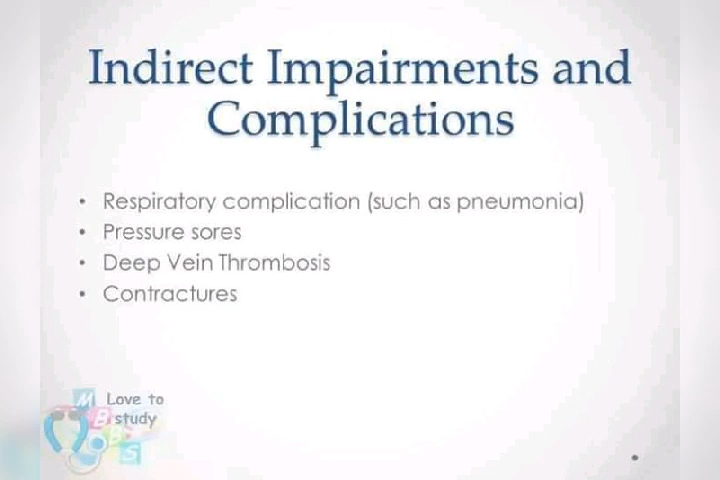 Indirect Impairments and
Complications
• Respiratory complication (such as pneumonia)
• Pressure sores
• Deep Vein Thrombosis
• Contractures
M Love to
B study
B
S